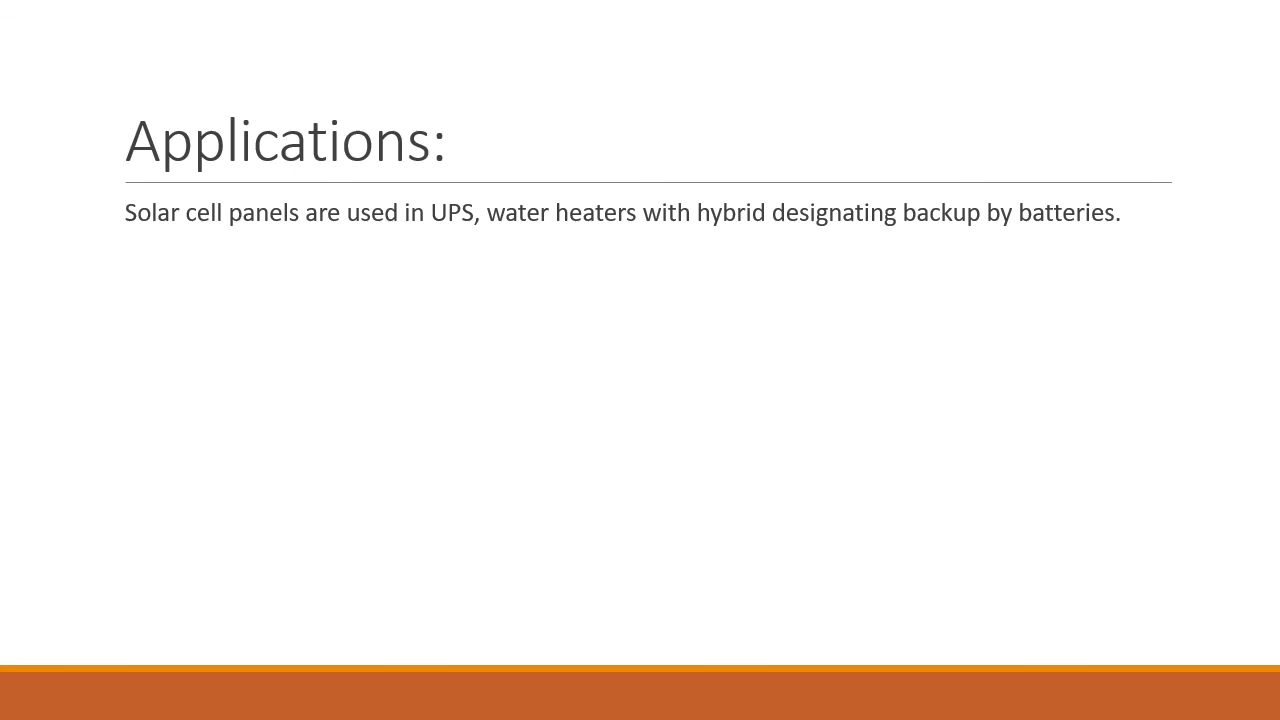 Applications:
Solar cell panels are used in UPS, water heaters with hybrid designating backup by batteries.